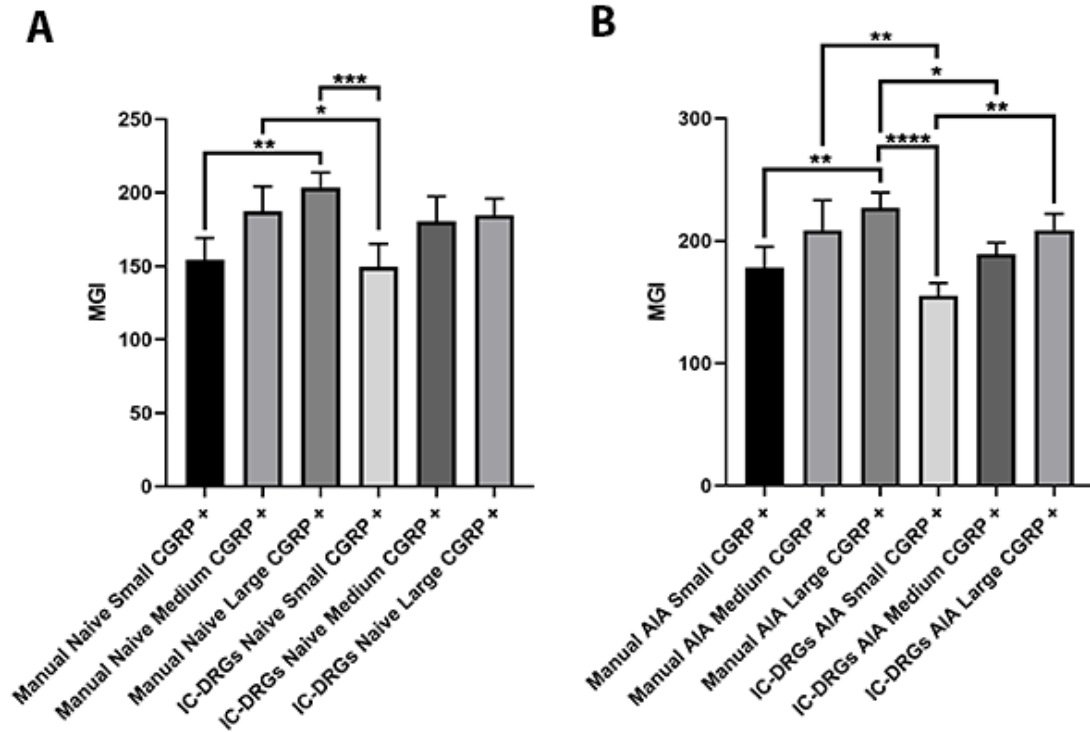 A
***
*
**
250
200
150
100
50
0
MGI
Manual Naive Small CGRP +
Manual Naive Medium CGRP +
Manual Naive Large CGRP +
IC-DRGs Naive Small CGRP +
IC-DRGs Naive Medium CGRP +
IC-DRGs Naive Large CGRP +
B
**
*
**
****
**
300
200
100
0
MGI
Manual AIA Small CGRP +
Manual AIA Medium CGRP +
Manual AIA Large CGRP +
IC-DRGs AIA Small CGRP +
IC-DRGs AIA Medium CGRP +
IC-DRGs AIA Large CGRP +